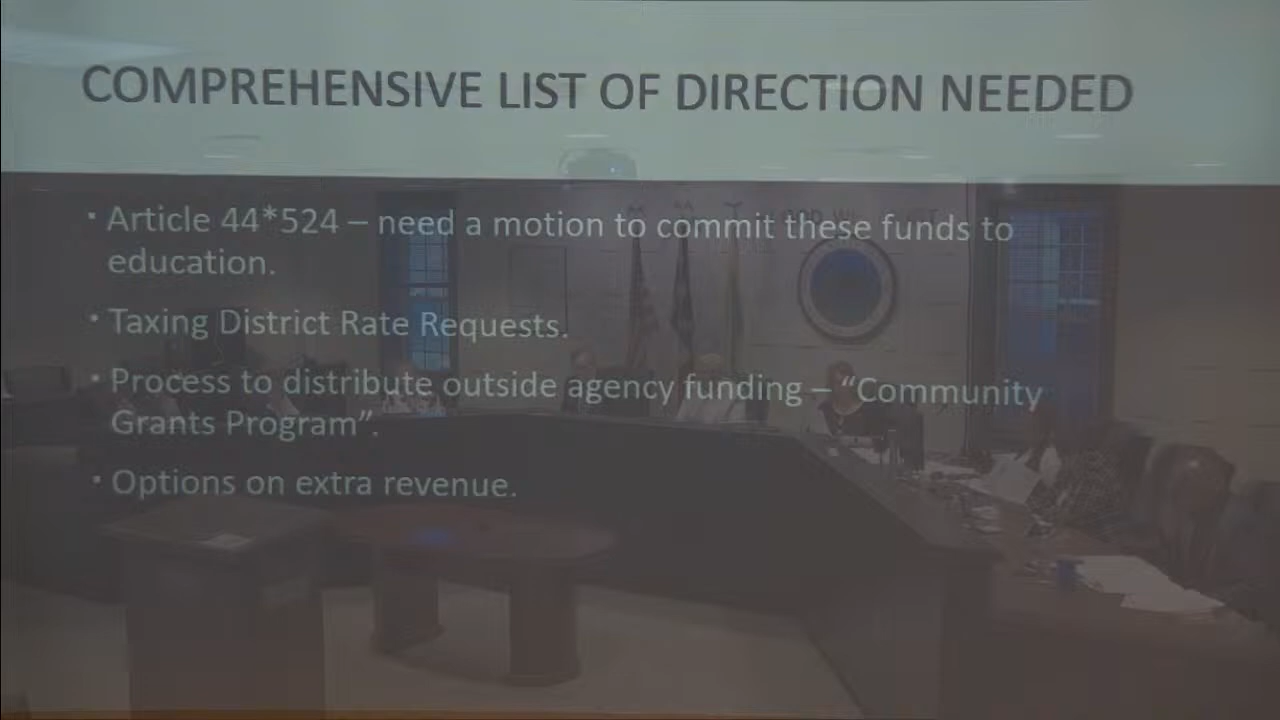 COMPREHENSIVE LIST OF DIRECTION NEEDED
▪ Article 44*524 – need a motion to commit these funds to
education.
▪ Taxing District Rate Requests.
▪ Process to distribute outside agency funding – “Community
Grants Program”.
▪ Options on extra revenue.